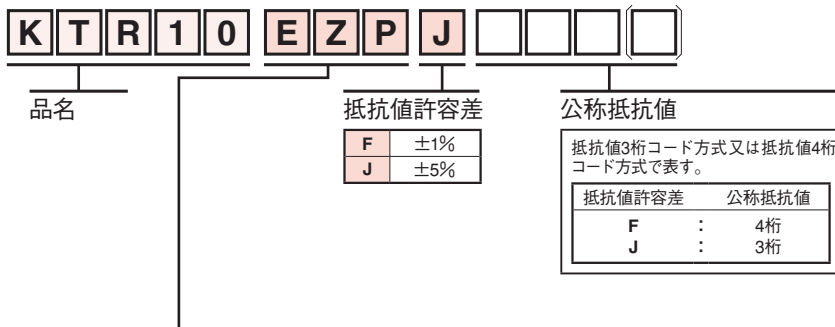 KTR10 EZP J
品名
抵抗値許容差
F ±1%
J ±5%
公称抵抗値
抵抗値3桁コード方式又は抵抗値4桁
コード方式で表す。
抵抗値許容差 公称抵抗値
F : 4桁
J : 3桁